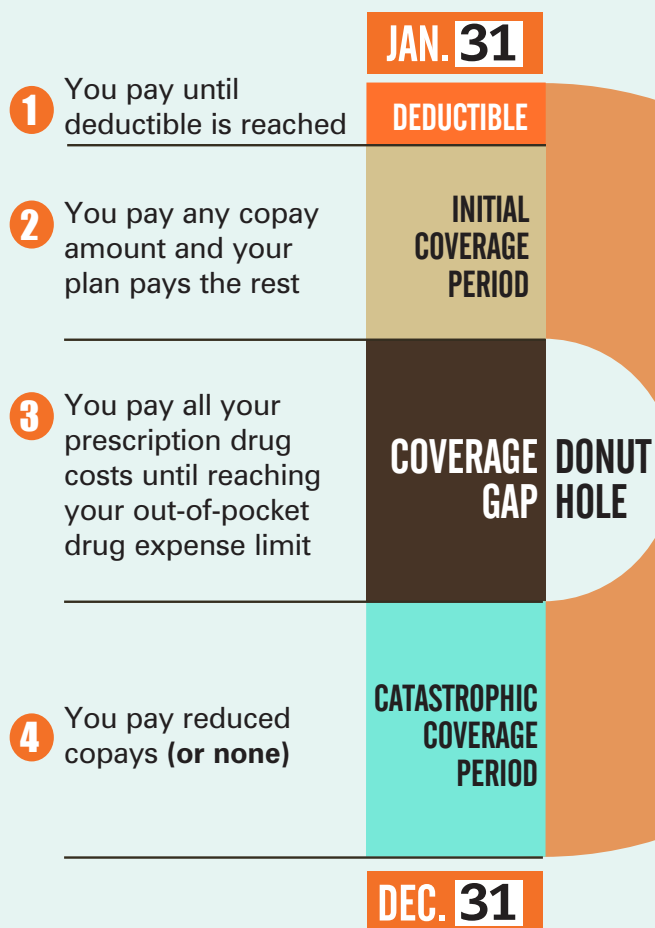 JAN. 31
1
You pay until
deductible is reached
DEDUCTIBLE
2
You pay any copay
amount and your
plan pays the rest
INITIAL
COVERAGE
PERIOD
3
You pay all your
prescription drug
costs until reaching
your out-of-pocket
drug expense limit
COVERAGE
GAP
DONUT
HOLE
4
You pay reduced
copays (or none)
CATASTROPHIC
COVERAGE
PERIOD
DEC. 31